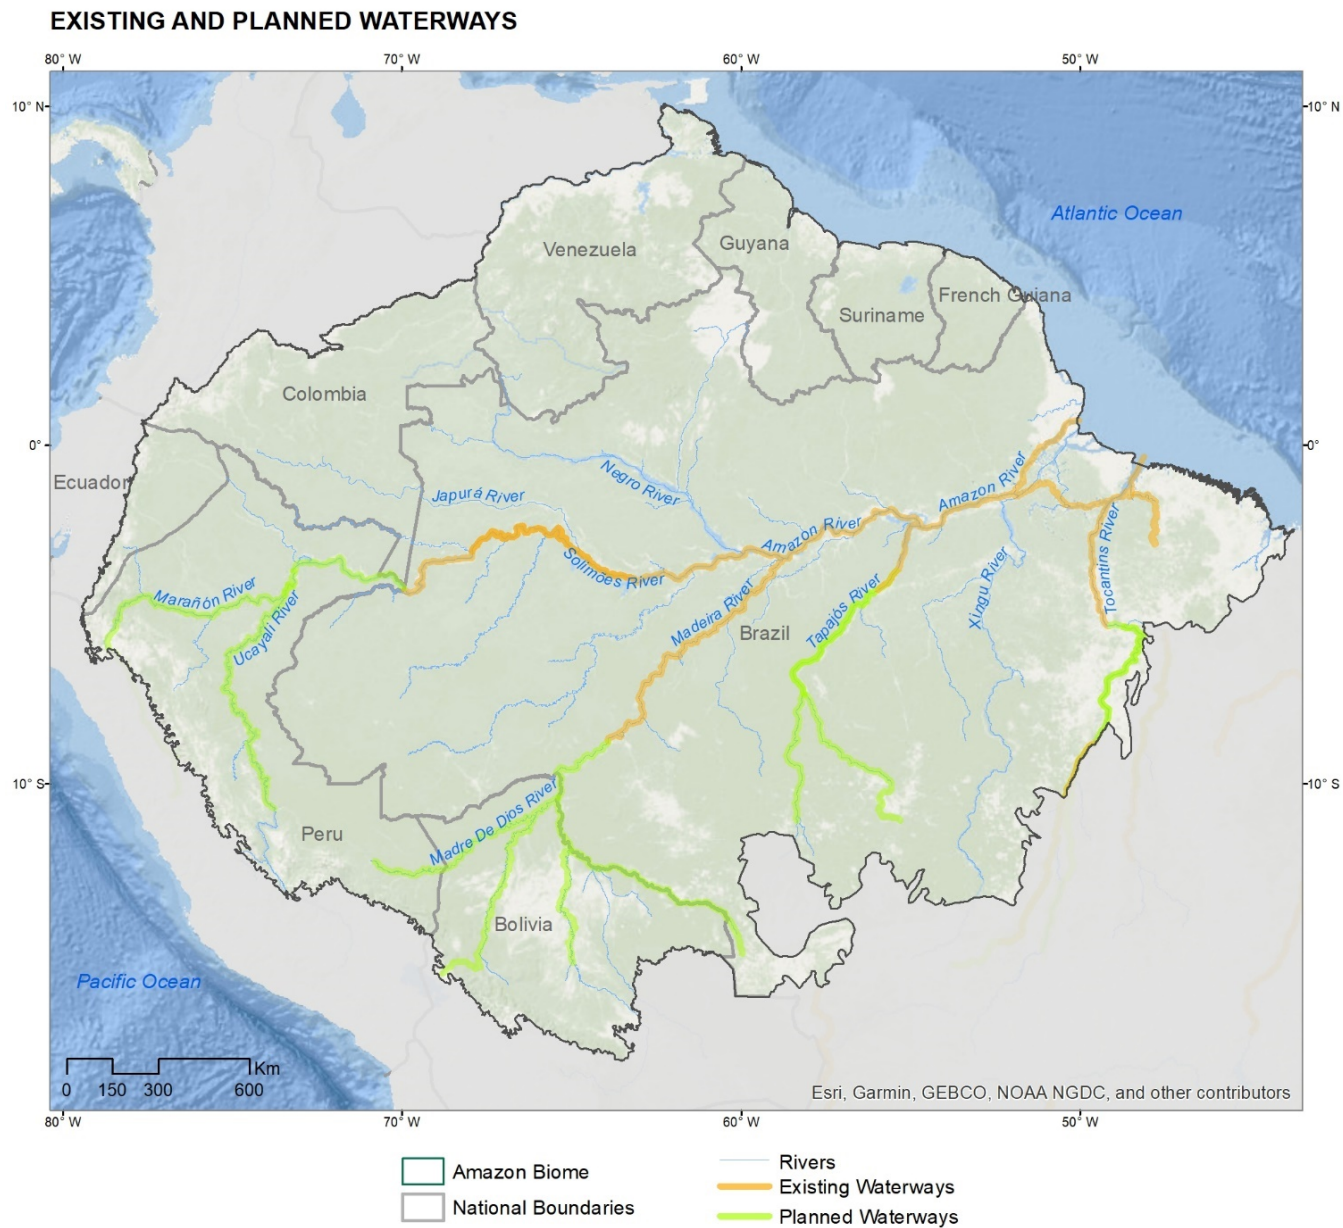 EXISTING AND PLANNED WATERWAYS
80° W
70° W
60° W
50° W
10° N
10° N
Atlantic Ocean
Venezuela
Guyana
Suriname
French Guiana
Colombia
0°
0°
Ecuador
Japurá River
Negro River
Amazon River
Amazon River
Solimões River
Tocantins River
Marañón River
Ucayali River
Madeira River
Brazil
Tapajós River
Xingu River
10° S
10° S
Peru
Madre De Dios River
Bolivia
Pacific Ocean
Km
0 150 300 600
Esri, Garmin, GEBCO, NOAA NGDC, and other contributors
80° W
70° W
60° W
50° W
Amazon Biome
National Boundaries
Rivers
Existing Waterways
Planned Waterways